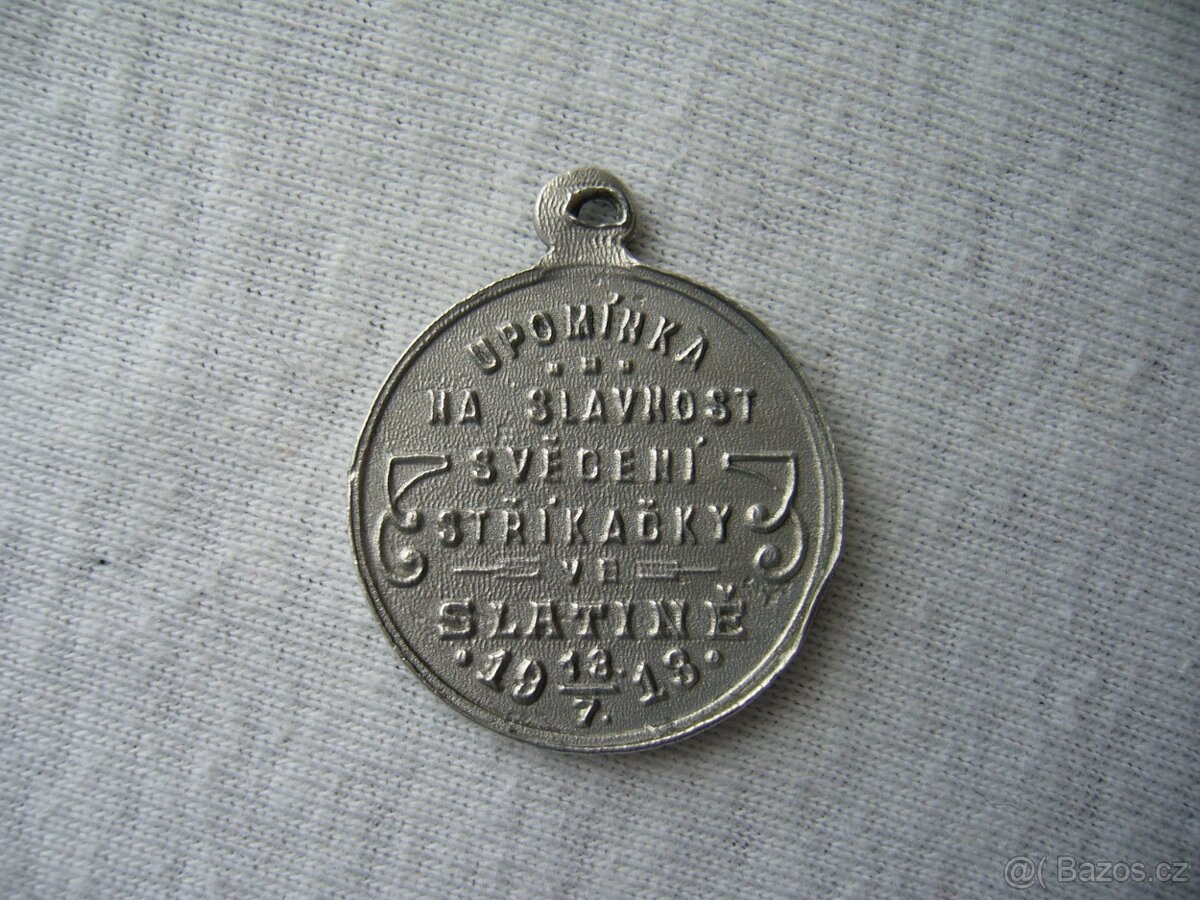 UPOMÍNKA
NA SLAVNOST
SVĚCENÍ
STŘÍKAČKY
VE
SLATINĚ
19 13./7. 13.
@( Bazos.cz